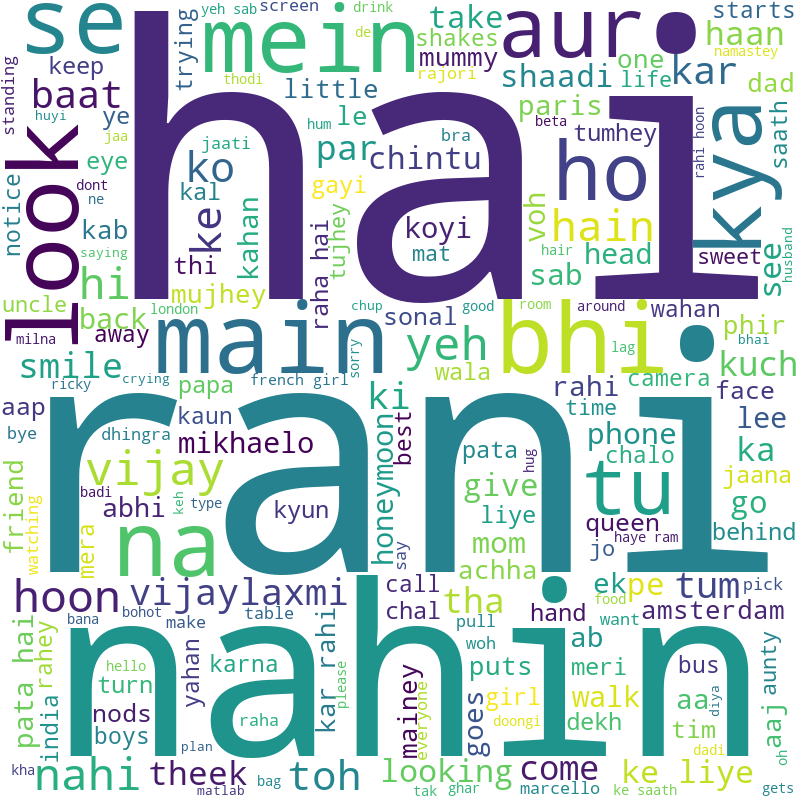 se
yeh sab
screen
drink
de
mein
trying
thodi
aur
take
shakes
mummy
rajori
haan
starts
namastey
standing
keep
baat
huyi
look
ye
jaa
eye
dont
ne
notice
kab
saying
hi
hai
little
le
hum
jaati
par
ko
kal
ke
kahan
gayi
tujhey
thi
mujhey
raha hai
chintu
bra
koyi
mat
shaadi
one
life
kar
dad
paris
beta
tumhey
voh
ho
hain
hair
sab
head
rahi hoon
kya
saath
see
sweet
husband
uncle
back
away
milna
london
chup
good
room
around
wahan
sonal
main
bhi
phir
bhai
lag
smile
ricky
crying
french girl
sorry
yeh
wala
kuch
camera
face
rahi
time
aap
bye
papa
kaun
dhingra
mikhaelo
ki
honeymoon
best
say
pata
hug
phone
chalo
lee
ka
jaana
go
behind
rani
vijay
badi
type
keh
abhi
kyun
na
give
liye
mom
achha
tu
queen
jo
haye ram
friend
watching
mera
hoon
vijaylaxmi
bana
bohot
make
table
call
chal
tha
pull
woh
hand
ek
pe
food
want
ab
tum
pick
amsterdam
nahin
pata hai
rahey
india
hello
turn
nods
boys
yahan
karna
raha
plan
kar rahi
please
mainey
everyone
goes
puts
girl
doongi
meri
walk
dekh
bus
aa
tim
diya
dadi
aaj
aunty
oh
kha
nahi
theek
matlab
bag
toh
looking
tak
ghar
come
marcello
ke liye
ke saath
gets